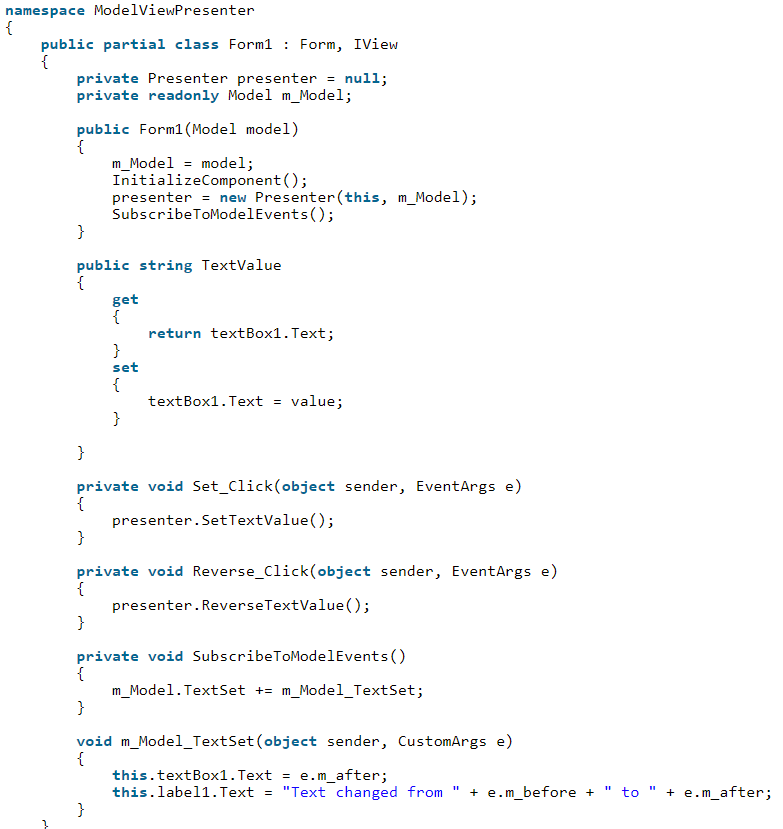 namespace ModelViewPresenter
{
    public partial class Form1 : Form, IView
    {
        private Presenter presenter = null;
        private readonly Model m_Model;

        public Form1(Model model)
        {
            m_Model = model;
            InitializeComponent();
            presenter = new Presenter(this, m_Model);
            SubscribeToModelEvents();
        }

        public string TextValue
        {
            get
            {
                return textBox1.Text;
            }
            set
            {
                textBox1.Text = value;
            }

        }

        private void Set_Click(object sender, EventArgs e)
        {
            presenter.SetTextValue();
        }

        private void Reverse_Click(object sender, EventArgs e)
        {
            presenter.ReverseTextValue();
        }

        private void SubscribeToModelEvents()
        {
            m_Model.TextSet += m_Model_TextSet;
        }

        void m_Model_TextSet(object sender, CustomArgs e)
        {
            this.textBox1.Text = e.m_after;
            this.label1.Text = "Text changed from " + e.m_before + " to " + e.m_after;
        }
    }